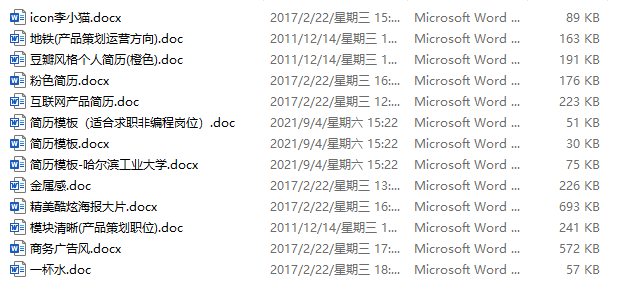 icon李小猫.docx 2017/2/22/星期三 15:... Microsoft Word ... 89 KB
地铁(产品策划运营方向).doc 2011/12/14/星期三 1... Microsoft Word ... 163 KB
豆瓣风格个人简历(橙色).doc 2011/12/14/星期三 1... Microsoft Word ... 191 KB
粉色简历.docx 2017/2/22/星期三 16:... Microsoft Word ... 176 KB
互联网产品简历.doc 2017/2/22/星期三 12:... Microsoft Word ... 223 KB
简历模板（适合求职非编程岗位）.doc 2021/9/4/星期六 15:22 Microsoft Word ... 51 KB
简历模板.docx 2021/9/4/星期六 15:22 Microsoft Word ... 30 KB
简历模板-哈尔滨工业大学.docx 2021/9/4/星期六 15:22 Microsoft Word ... 75 KB
金属感.doc 2017/2/22/星期三 13:... Microsoft Word ... 226 KB
精美酷炫海报大片.docx 2017/2/22/星期三 16:... Microsoft Word ... 693 KB
模块清晰(产品策划职位).doc 2011/12/14/星期三 1... Microsoft Word ... 241 KB
商务广告风.docx 2017/2/22/星期三 17:... Microsoft Word ... 572 KB
一杯水.doc 2017/2/22/星期三 18:... Microsoft Word ... 57 KB